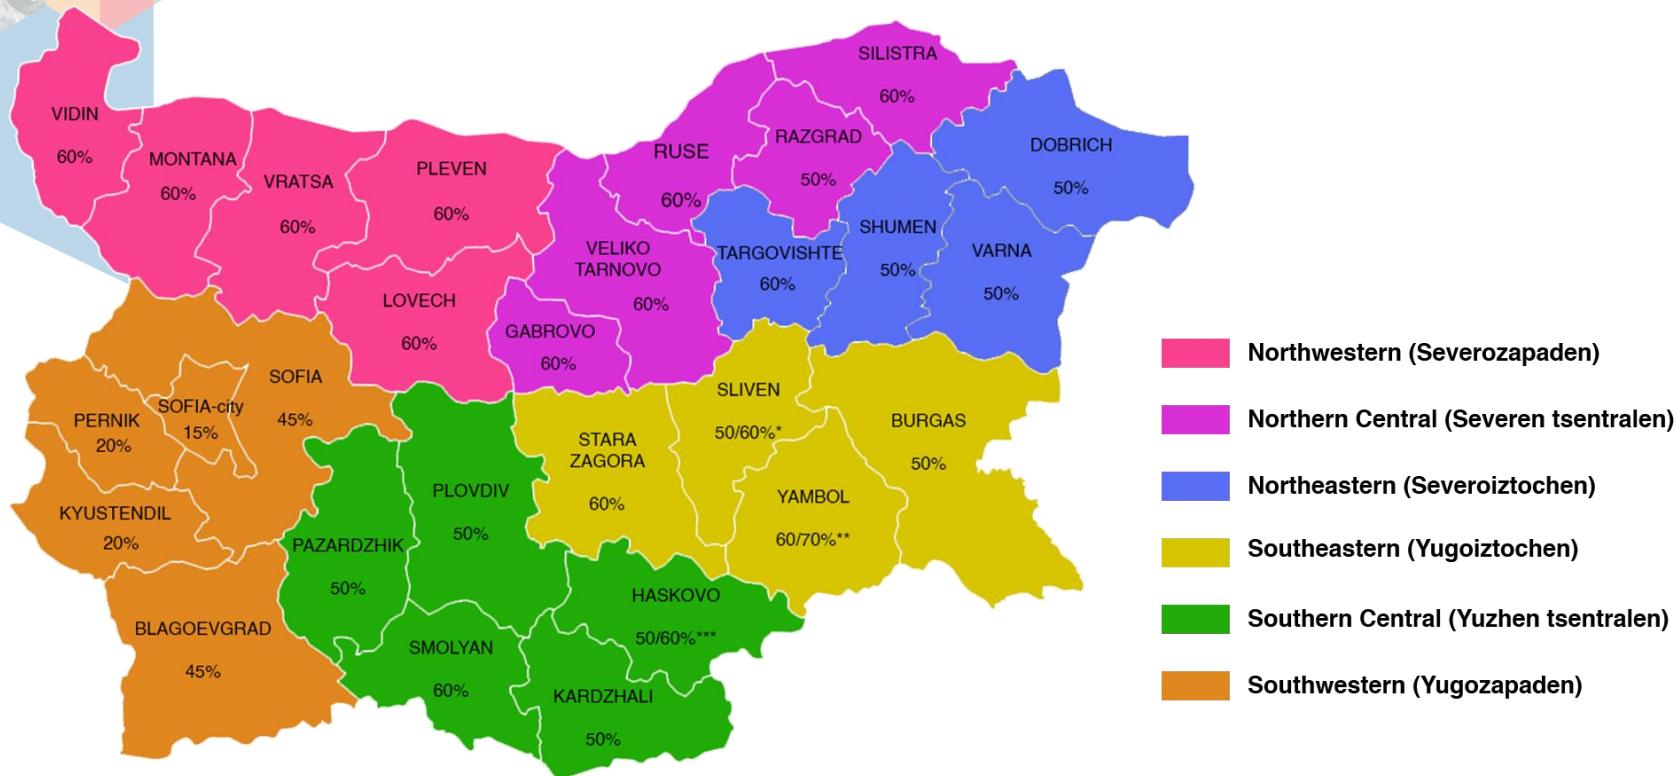 VIDIN
60%
MONTANA
60%
VRATSA
60%
PLEVEN
60%
LOVECH
60%
VELIKO
TARNOVO
60%
GABROVO
60%
RUSE
60%
RAZGRAD
50%
SILISTRA
60%
DOBRICH
50%
TARGOVISHTE
60%
SHUMEN
50%
VARNA
50%
SOFIA
45%
SOFIA-city
15%
PERNIK
20%
KYUSTENDIL
20%
BLAGOEVGRAD
45%
PAZARDZHIK
50%
PLOVDIV
50%
SMOLYAN
60%
HASKOVO
50/60%***
KARDZHALI
50%
STARA
ZAGORA
60%
SLIVEN
50/60%*
YAMBOL
60/70%**
BURGAS
50%
Northwestern (Severozapaden)
Northern Central (Severen tsentralen)
Northeastern (Severoiztochen)
Southeastern (Yugoiztochen)
Southern Central (Yuzhen tsentralen)
Southwestern (Yugozapaden)